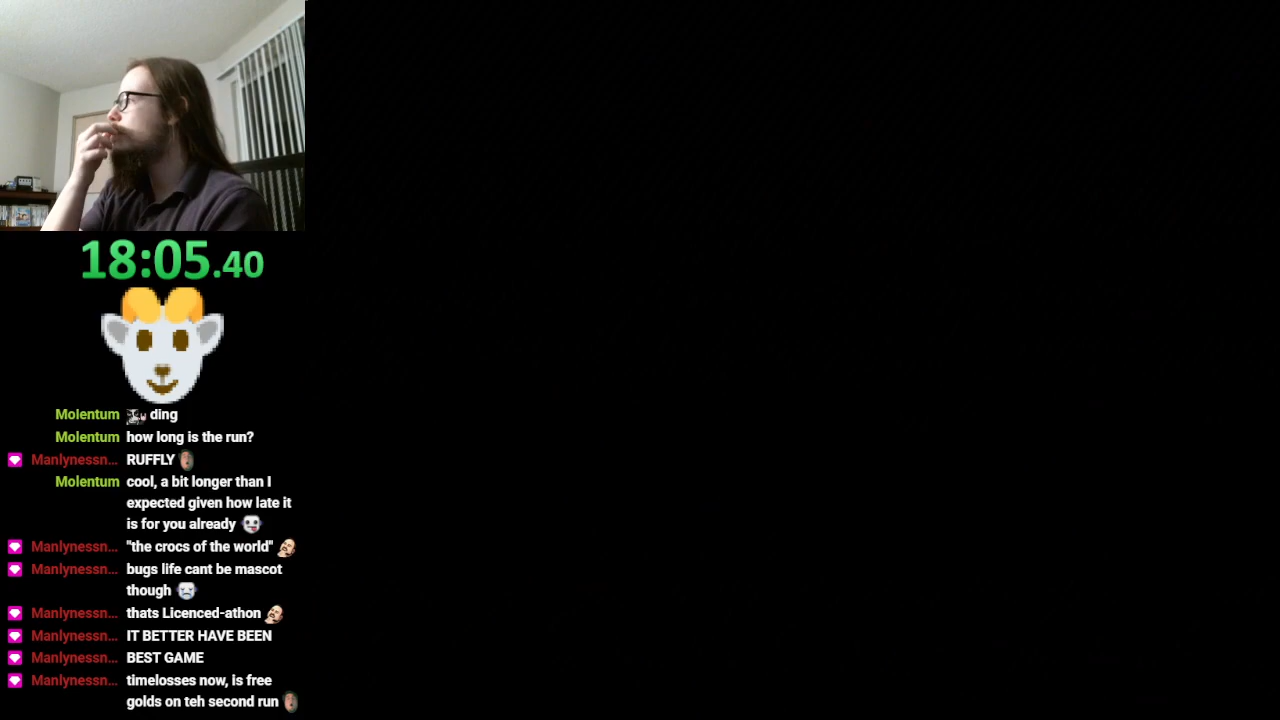 18:05.40
Molentum ding
Molentum how long is the run?
Manlynessn... RUFFLY
Molentum cool, a bit longer than I
expected given how late it
is for you already
Manlynessn... "the crocs of the world"
Manlynessn... bugs life cant be mascot
though
Manlynessn... thats Licenced-athon
Manlynessn... IT BETTER HAVE BEEN
Manlynessn... BEST GAME
Manlynessn... timelosses now, is free
golds on teh second run